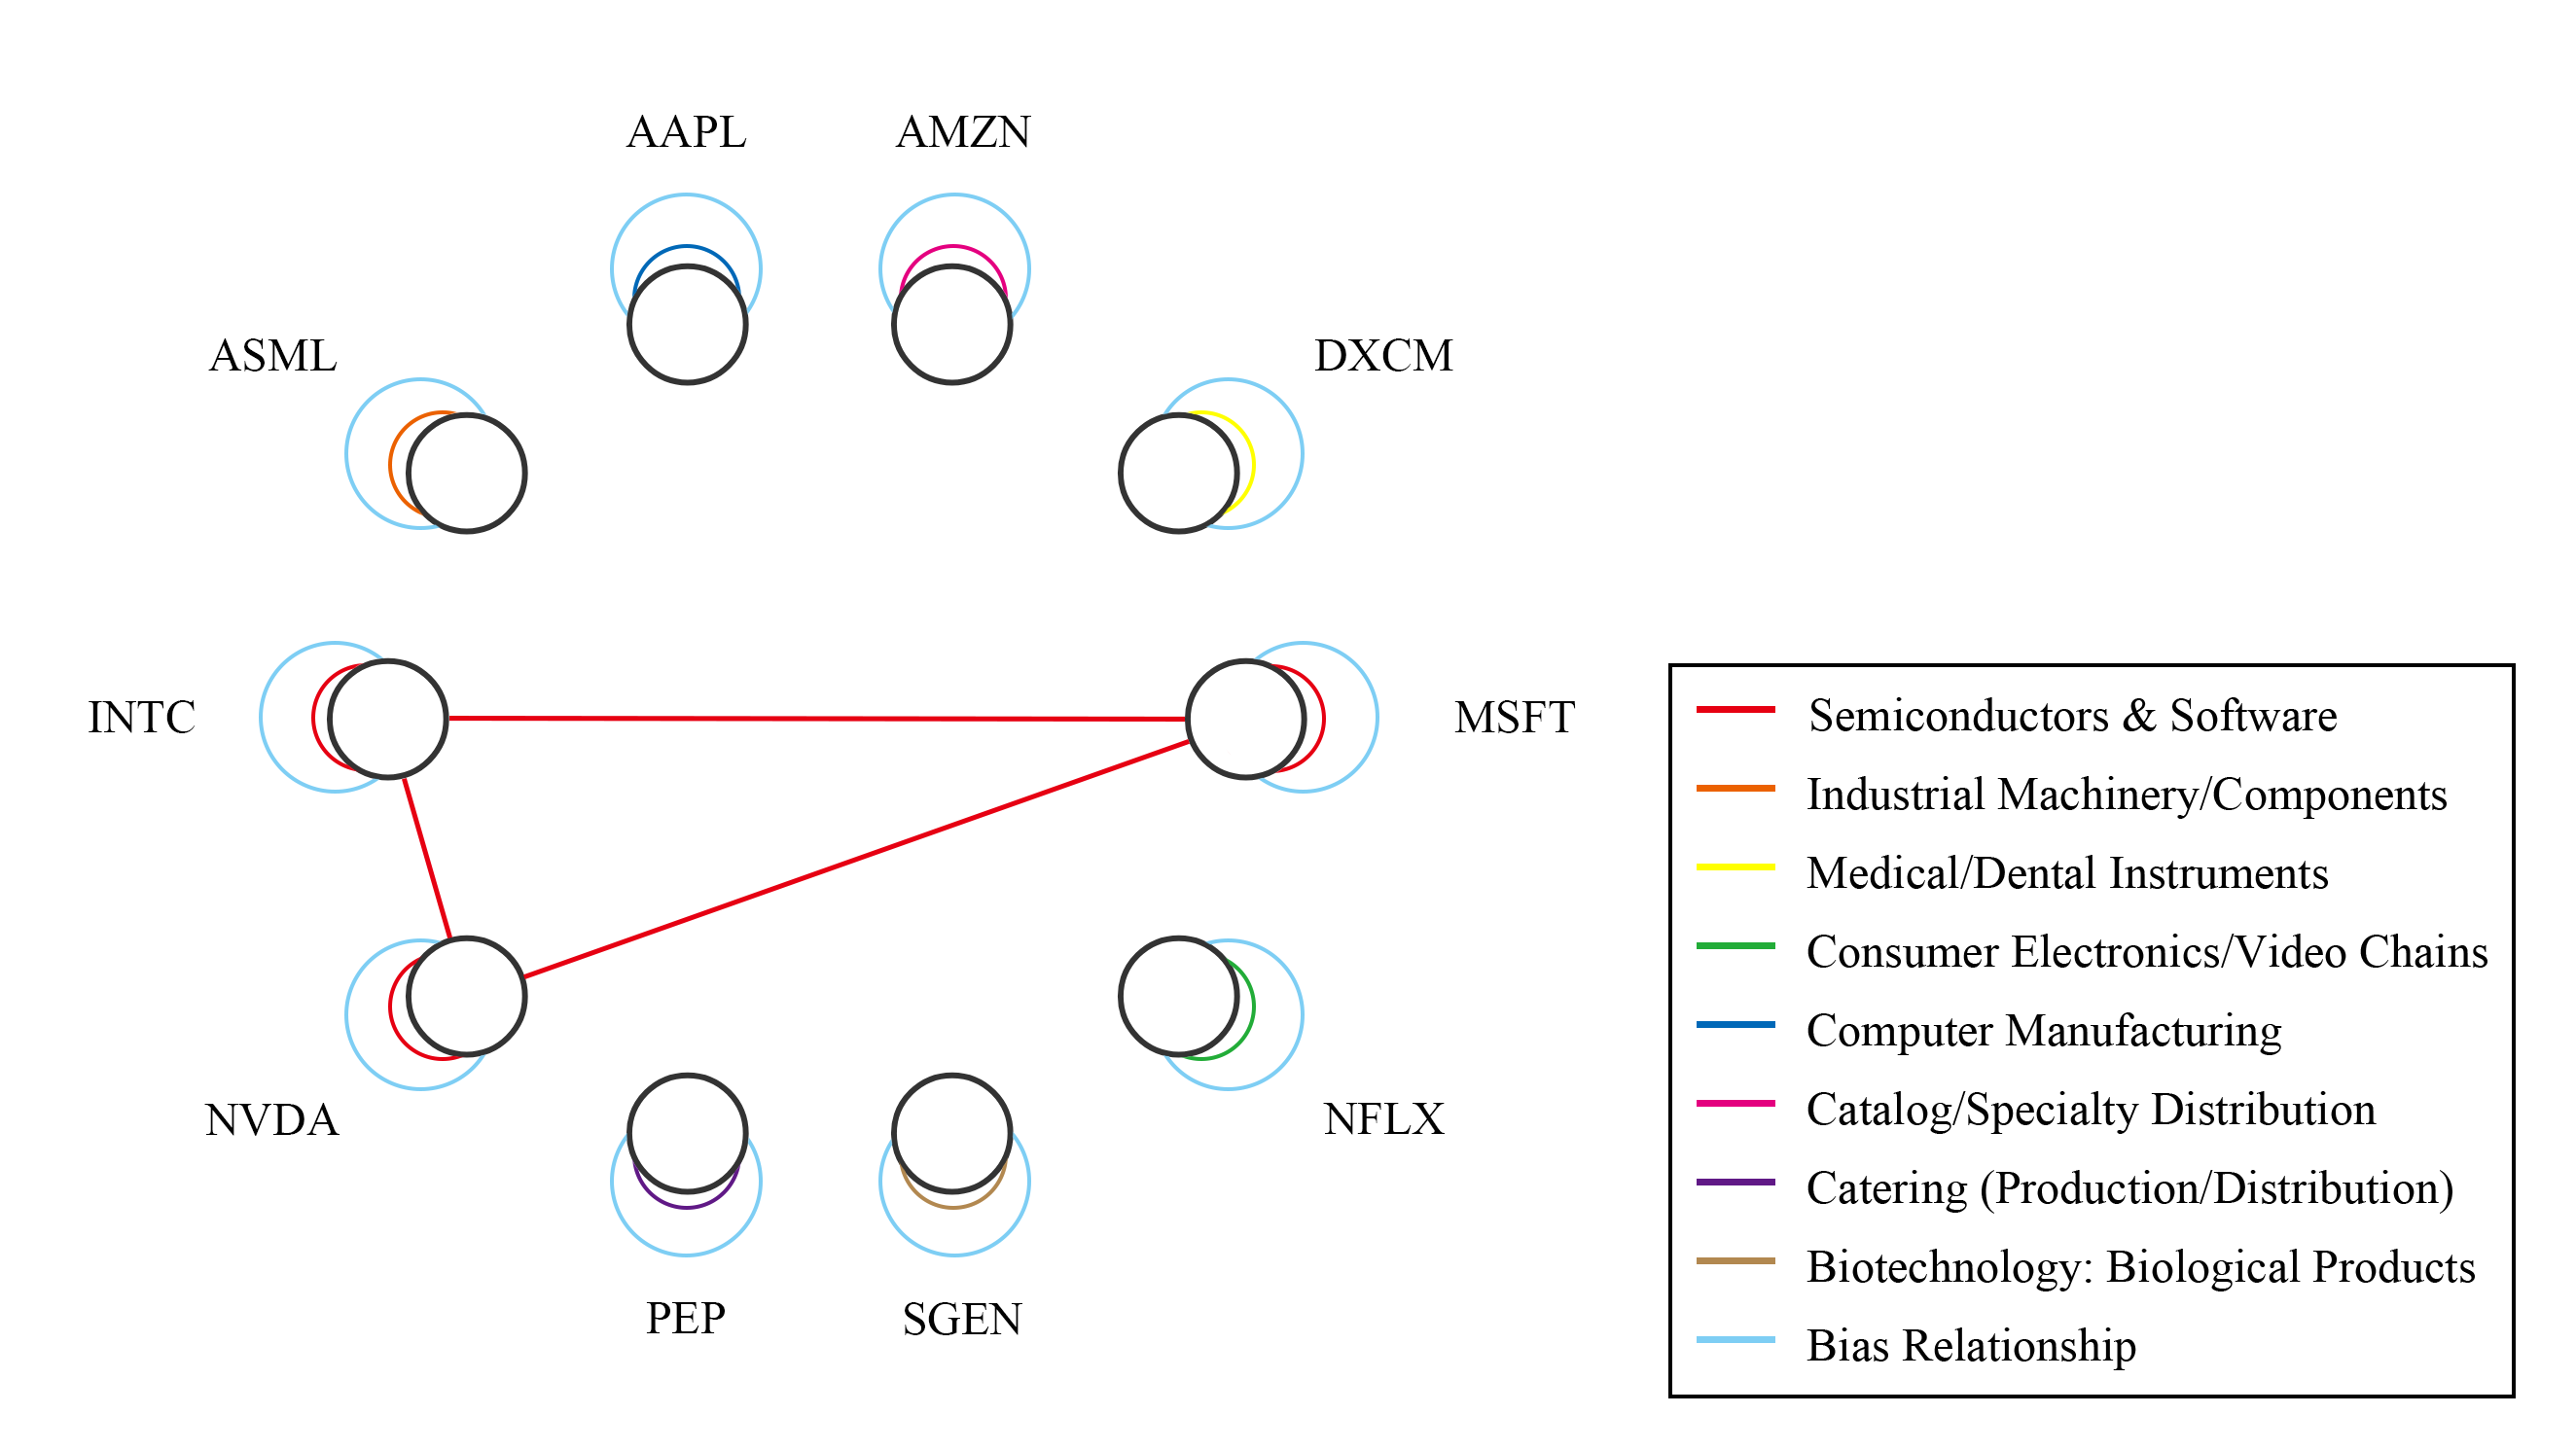 AAPL
AMZN
ASML
DXCM
INTC
MSFT
NVDA
NFLX
PEP
SGEN
Semiconductors & Software
Industrial Machinery/Components
Medical/Dental Instruments
Consumer Electronics/Video Chains
Computer Manufacturing
Catalog/Specialty Distribution
Catering (Production/Distribution)
Biotechnology: Biological Products
Bias Relationship